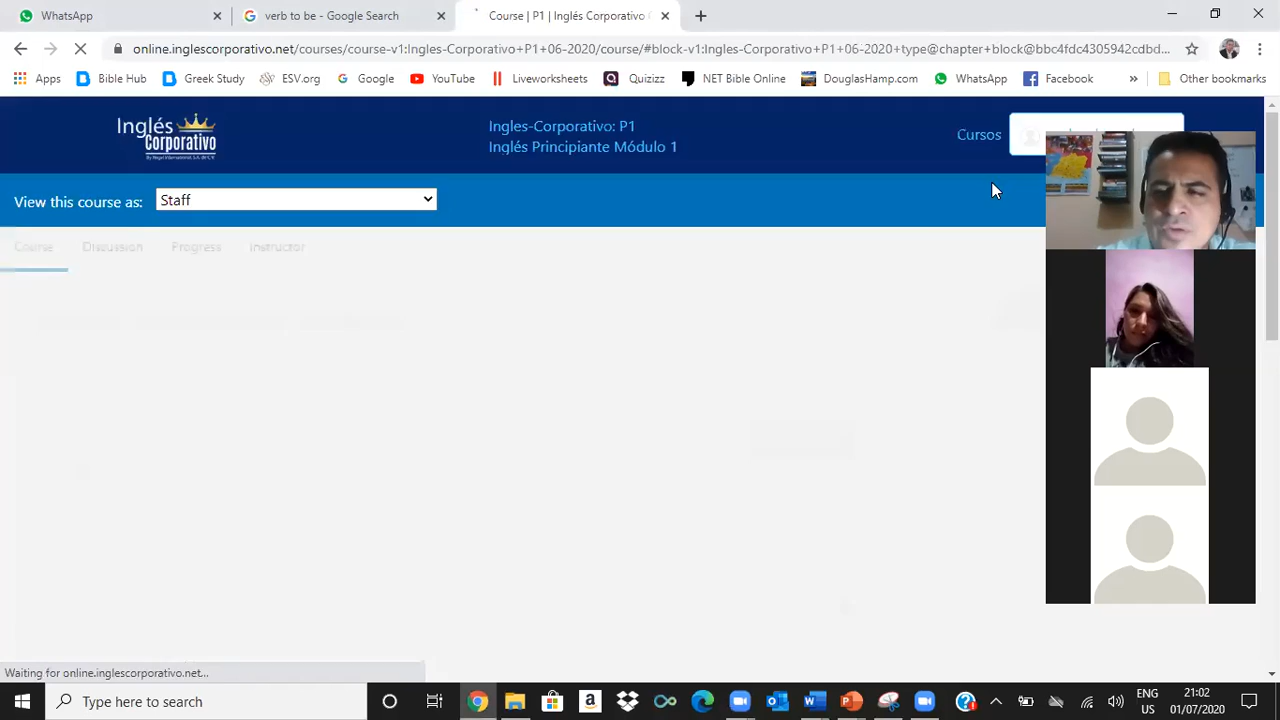 WhatsApp
verb to be - Google Search
Course | P1 | Inglés Corporativo
online.inglescorporativo.net/courses/course-v1:Ingles-Corporativo+P1+06-2020/course/#block-v1:Ingles-Corporativo+P1+06-2020+type@chapter+block@bbc4fdc4305942cdbd...
Apps Bible Hub Greek Study ESV.org Google YouTube Liveworksheets Quizizz NET Bible Online DouglasHamp.com WhatsApp Facebook » Other bookmarks
Inglés
Corporativo
Ingles-Corporativo: P1
Inglés Principiante Módulo 1
Cursos
View this course as: Staff
Course Discussion Progress Instructor
Waiting for online.inglescorporativo.net...
Type here to search
ENG
US
21:02
01/07/2020